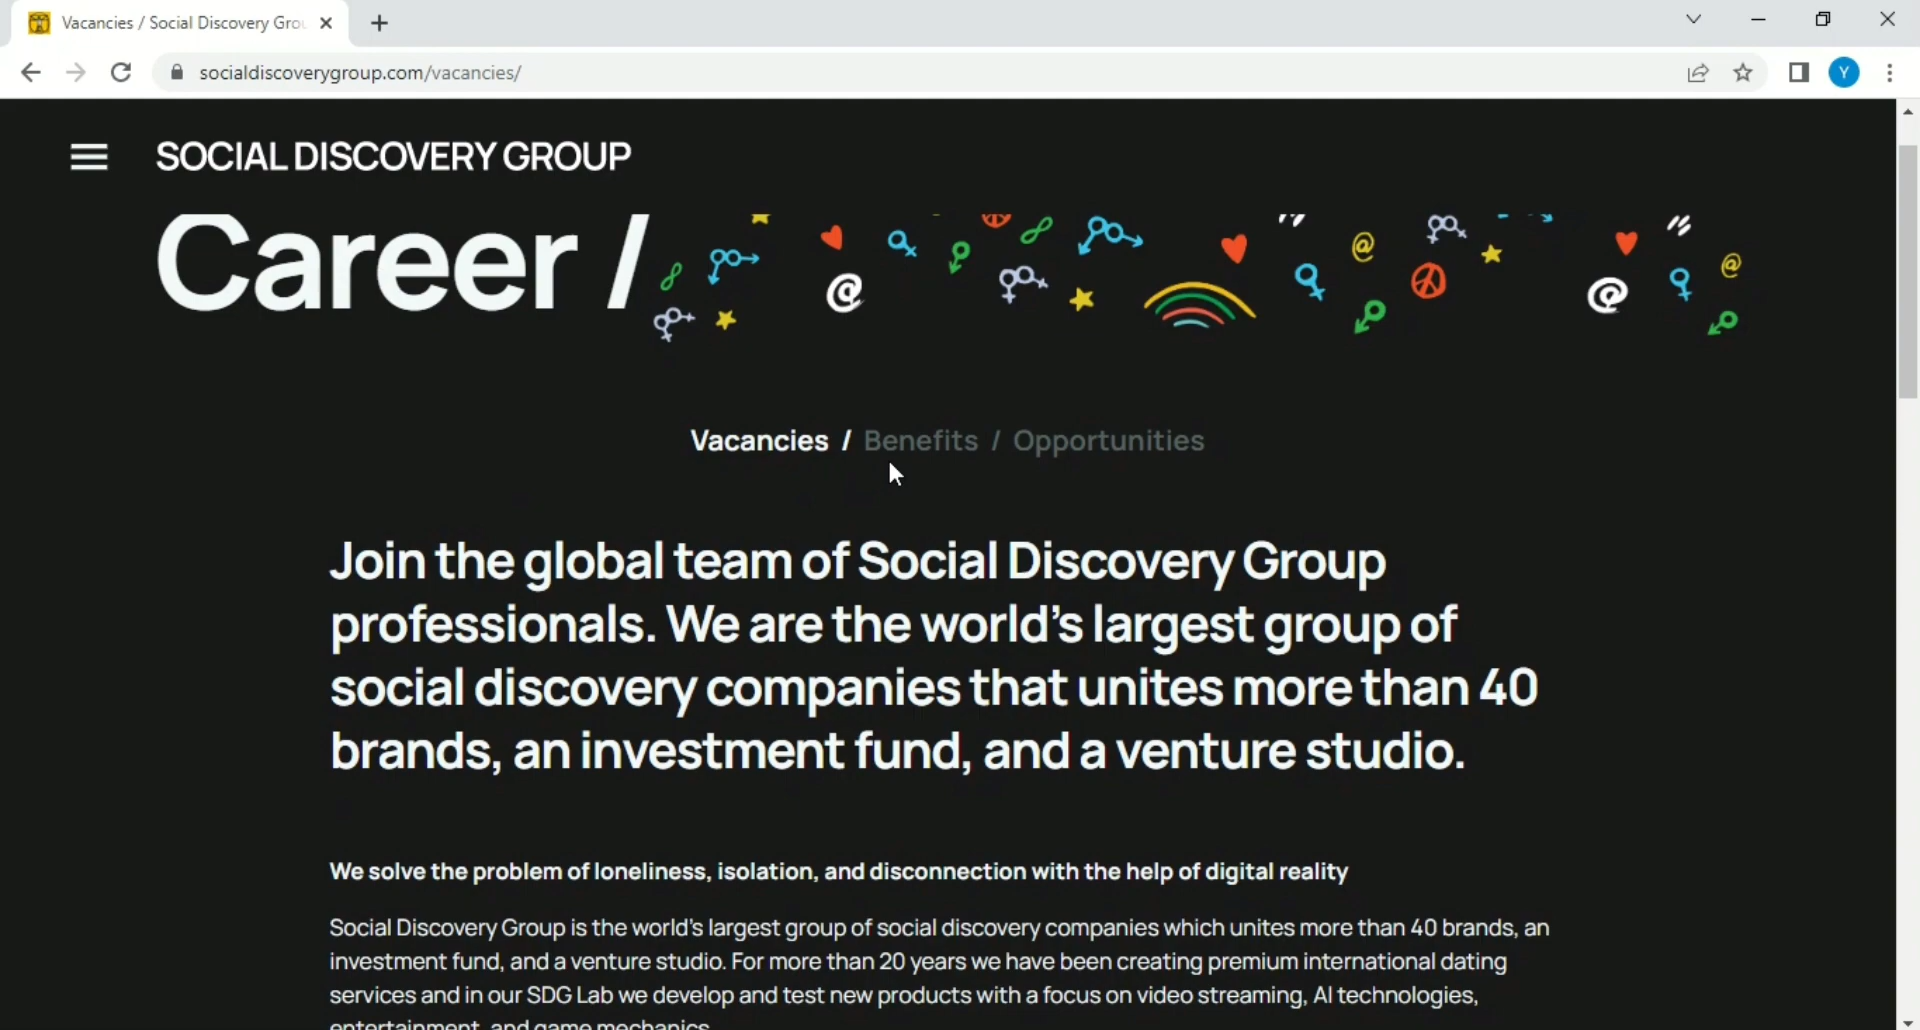 Vacancies / Social Discovery Grou
socialdiscoverygroup.com/vacancies/
Y
SOCIAL DISCOVERY GROUP
Career /
Vacancies / Benefits / Opportunities
Join the global team of Social Discovery Group
professionals. We are the world's largest group of
social discovery companies that unites more than 40
brands, an investment fund, and a venture studio.
We solve the problem of loneliness, isolation, and disconnection with the help of digital reality
Social Discovery Group is the world's largest group of social discovery companies which unites more than 40 brands, an
investment fund, and a venture studio. For more than 20 years we have been creating premium international dating
services and in our SDG Lab we develop and test new products with a focus on video streaming, AI technologies,
entertainment, and game mechanics.